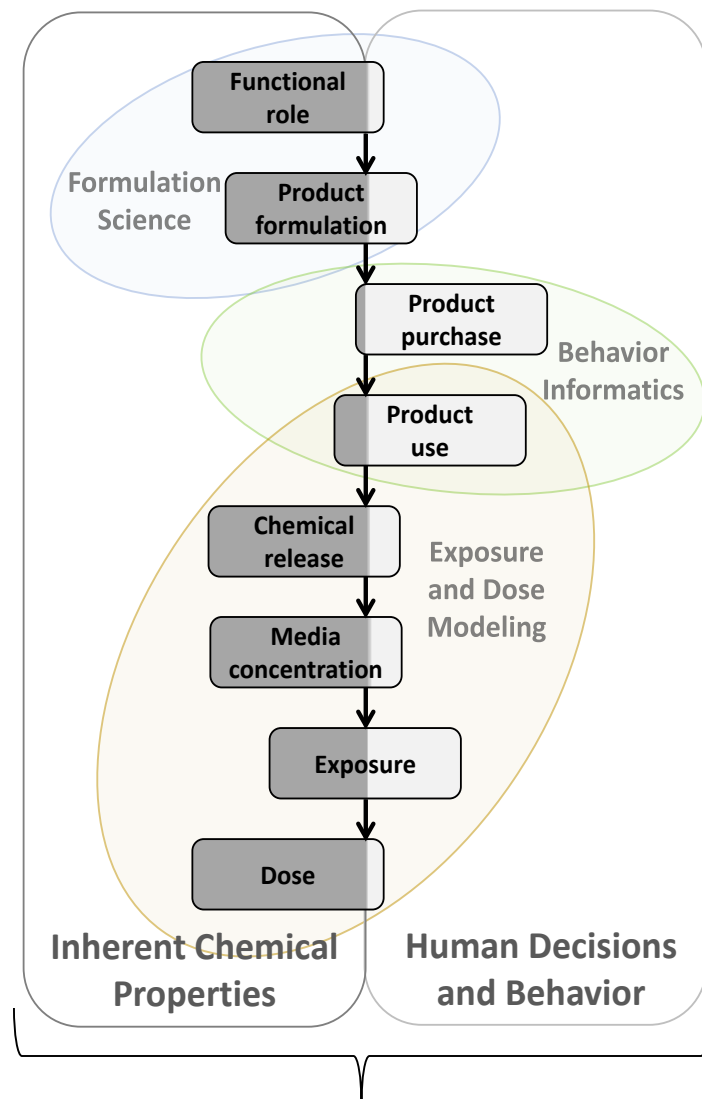 Functional
role
Formulation
Science
Product
formulation
Product
purchase
Behavior
Informatics
Product
use
Chemical
release
Exposure
and Dose
Modeling
Media
concentration
Exposure
Dose
Inherent Chemical
Properties
Human Decisions
and Behavior